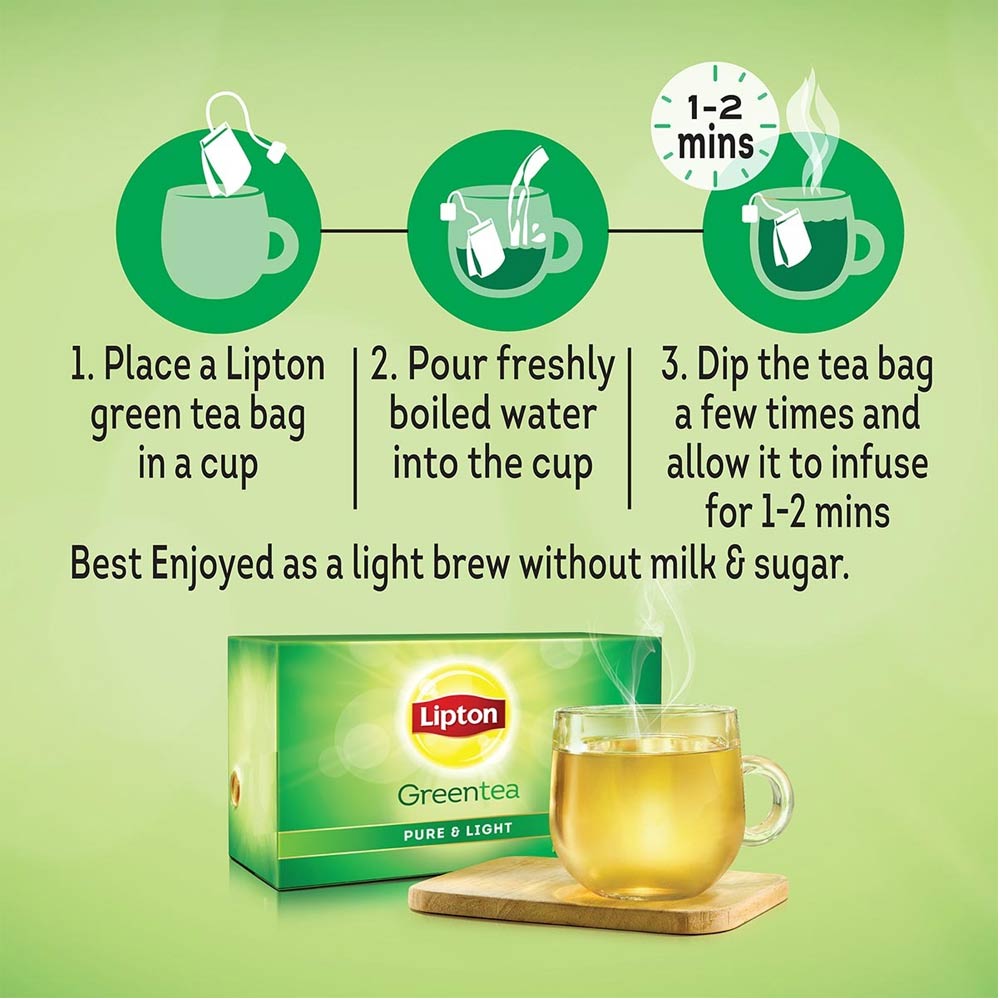 1-2
mins
1. Place a Lipton
green tea bag
in a cup
2. Pour freshly
boiled water
into the cup
3. Dip the tea bag
a few times and
allow it to infuse
for 1-2 mins
Best Enjoyed as a light brew without milk & sugar.
Lipton
Greentea
PURE & LIGHT